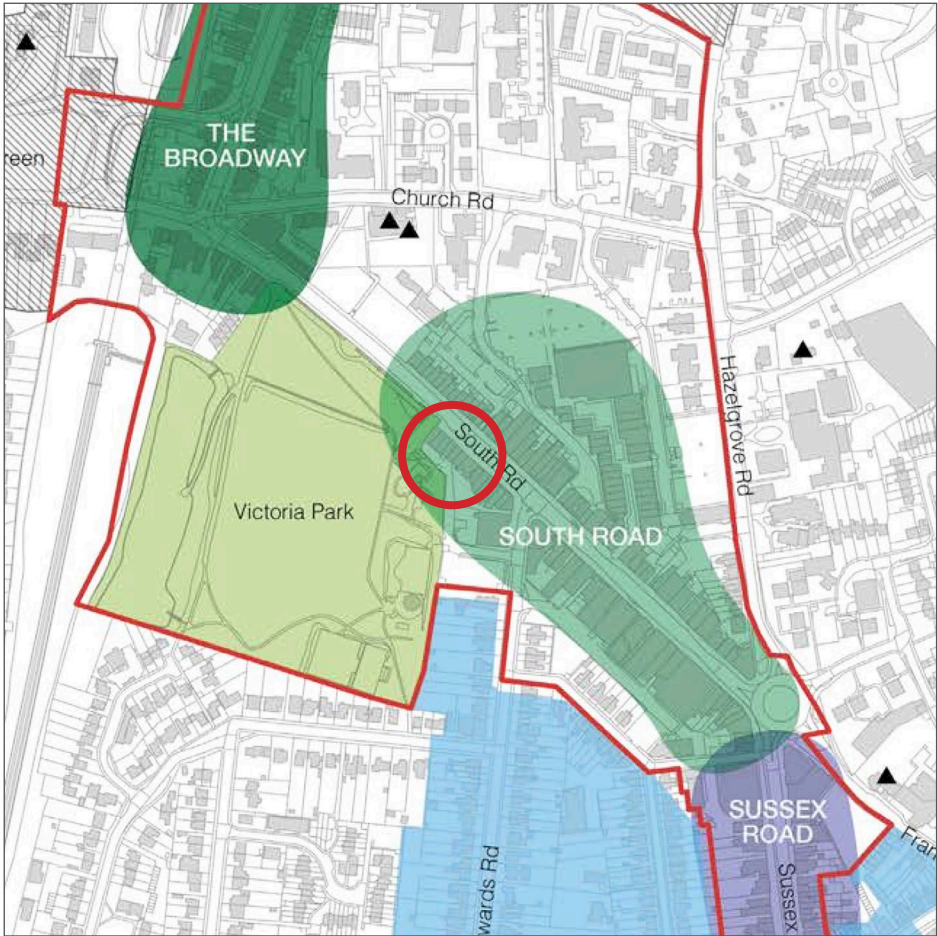 THE
BROADWAY
reen
Church Rd
Hazelgrove Rd
South Rd
Victoria Park
SOUTH ROAD
SUSSEX
ROAD
wards Rd
Sussex
Fran